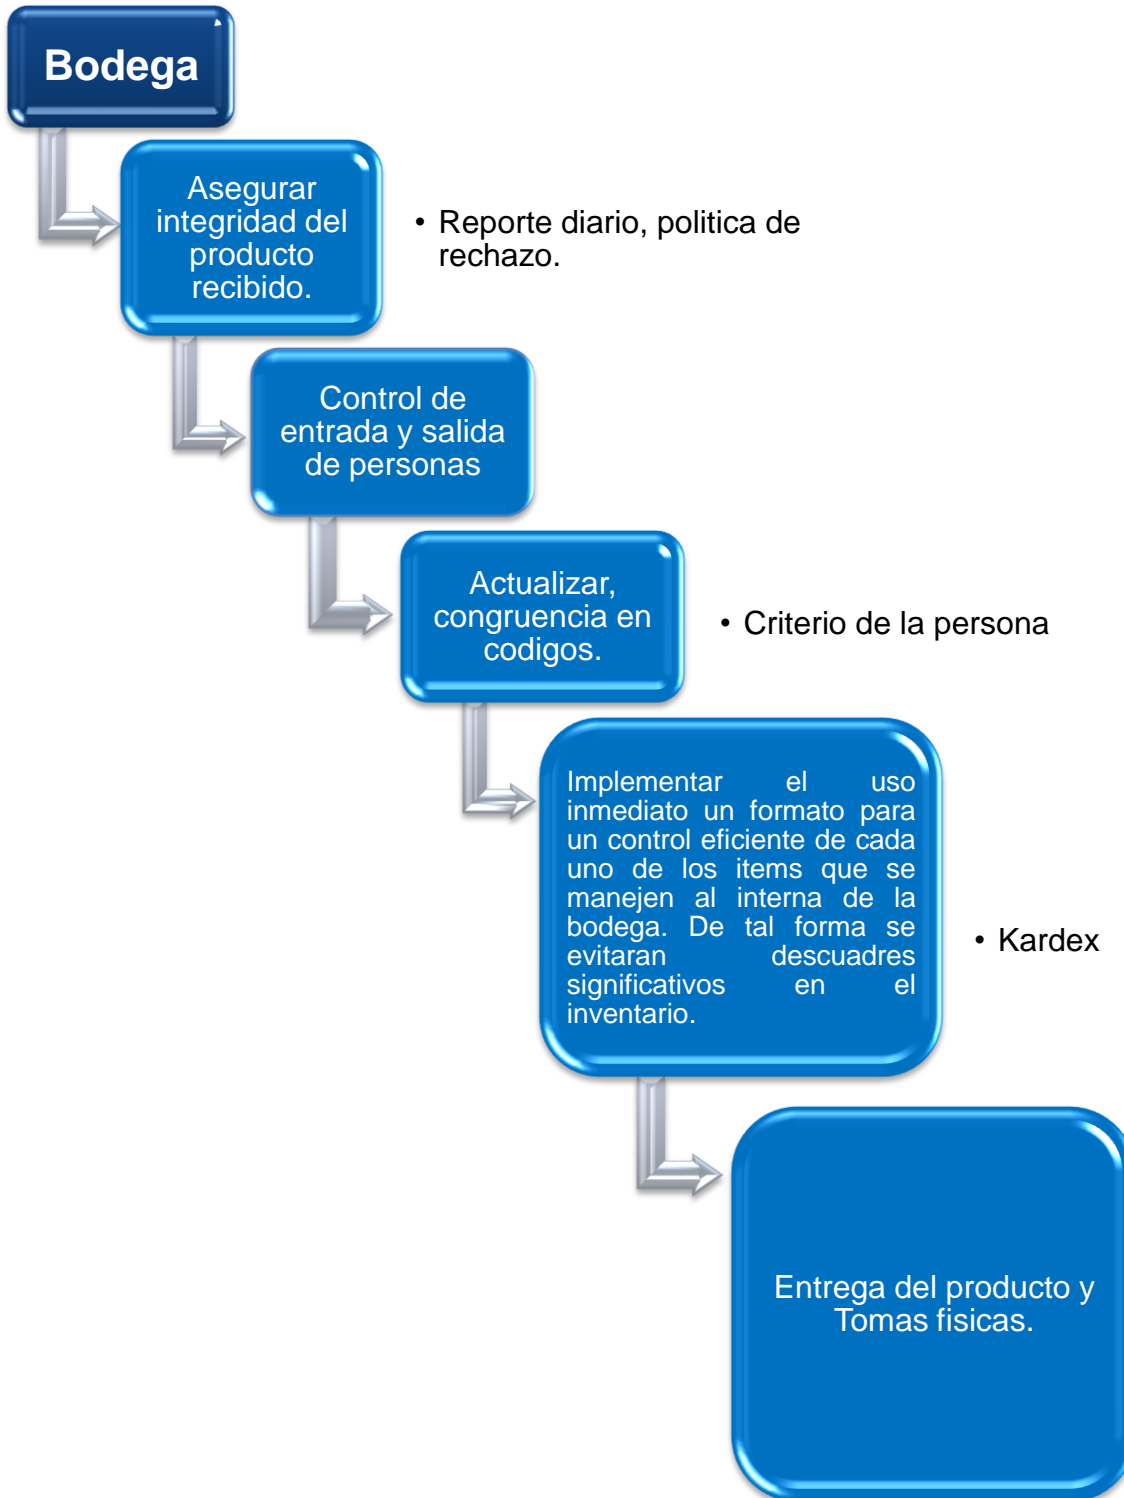 Bodega
Asegurar
integridad del
producto
recibido.
• Reporte diario, politica de
rechazo.
Control de
entrada y salida
de personas
Actualizar,
congruencia en
codigos.
• Criterio de la persona
Implementar el uso
inmediato un formato para
un control eficiente de cada
uno de los items que se
manejen al interna de la
bodega. De tal forma se
evitaran descuadres
significativos en el
inventario.
• Kardex
Entrega del producto y
Tomas fisicas.